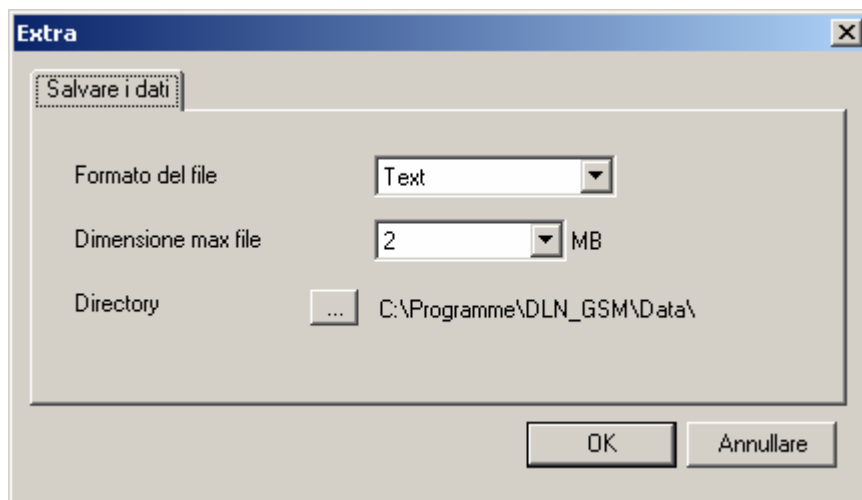 Extra
Salvare i dati
Formato del file Text
Dimensione max file 2 MB
Directory ... C:\Programme\DLN_GSM\Data\
OK Annullare